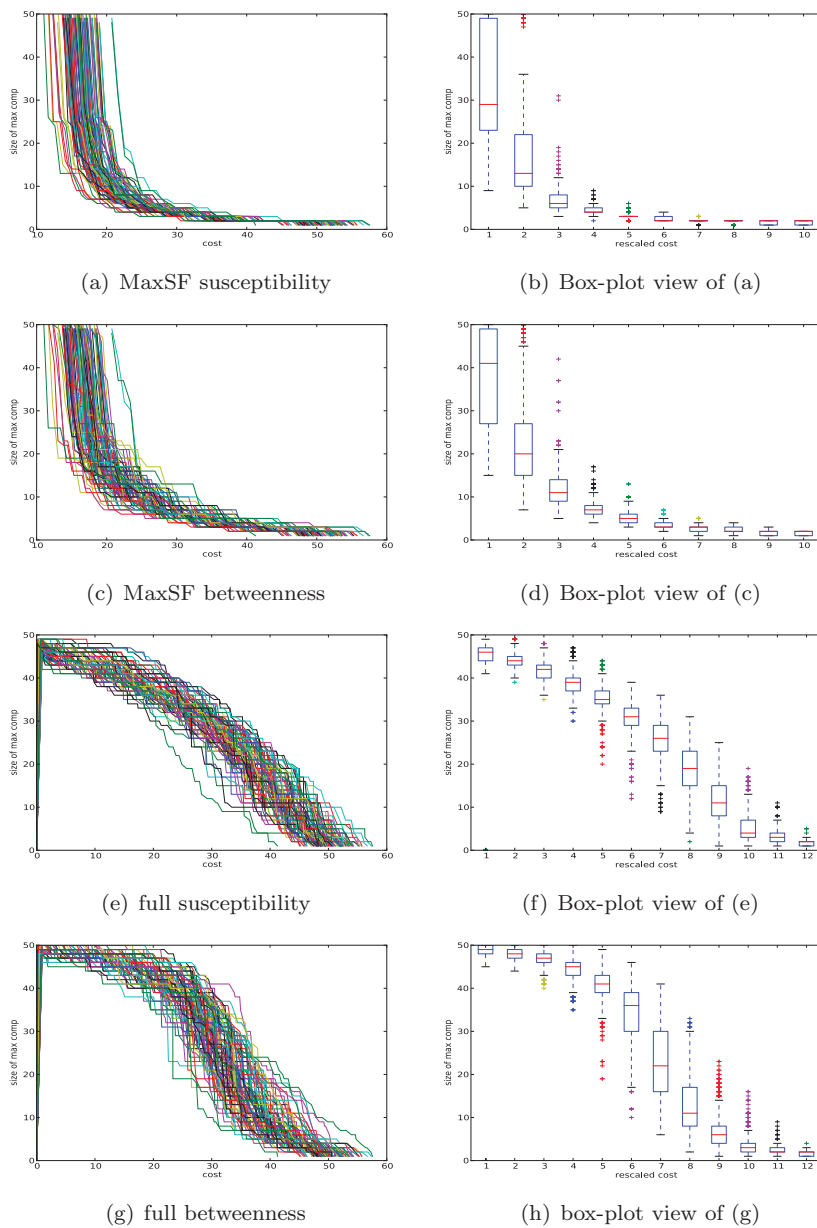 50
40
30
20
10
0
size of max comp
10 20 30 40 50 60
cost
(a) MaxSF susceptibility
50
40
30
20
10
0
size of max comp
1 2 3 4 5 6 7 8 9 10
rescaled cost
(b) Box-plot view of (a)
50
40
30
20
10
0
size of max comp
10 20 30 40 50 60
cost
(c) MaxSF betweenness
50
40
30
20
10
0
size of max comp
1 2 3 4 5 6 7 8 9 10
rescaled cost
(d) Box-plot view of (c)
50
40
30
20
10
0
size of max comp
0 10 20 30 40 50 60
cost
(e) full susceptibility
50
40
30
20
10
0
size of max comp
1 2 3 4 5 6 7 8 9 10 11 12
rescaled cost
(f) Box-plot view of (e)
50
40
30
20
10
0
size of max comp
0 10 20 30 40 50 60
cost
(g) full betweenness
50
40
30
20
10
0
size of max comp
1 2 3 4 5 6 7 8 9 10 11 12
rescaled cost
(h) box-plot view of (g)